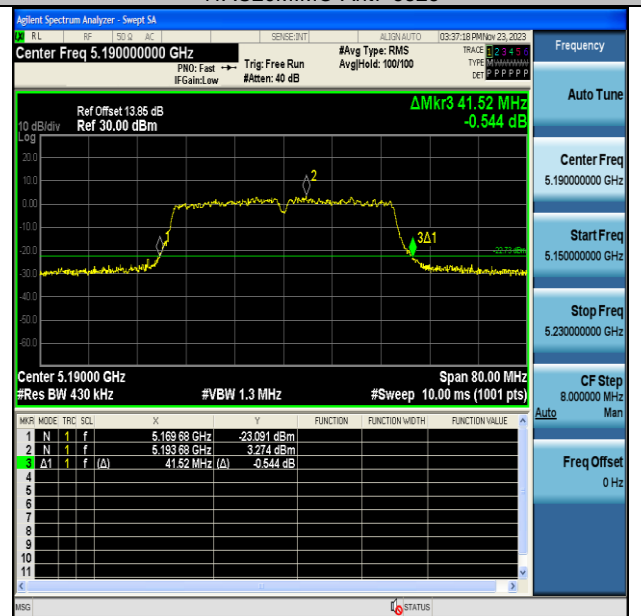 Agilent Spectrum Analyzer - Swept SA
RL RF 50 Ω AC SENSE:INT ALIGN AUTO 03:37:18 PM Nov 23, 2023
Center Freq 5.190000000 GHz
PNO: Fast
IFGain:Low
Trig: Free Run
#Atten: 40 dB
#Avg Type: RMS
Avg|Hold: 100/100
TRACE 1 2 3 4 5 6
TYPE M
DET P P P P P P
Frequency
Ref Offset 13.85 dB
10 dB/div Ref 30.00 dBm
Log
ΔMkr3 41.52 MHz
-0.544 dB
20.0
10.0
0.00
-10.0
-20.0
-30.0
-40.0
-50.0
-60.0
1
2
3Δ1
-22.73 dBm
Center 5.19000 GHz Span 80.00 MHz
#Res BW 430 kHz #VBW 1.3 MHz #Sweep 10.00 ms (1001 pts)
MKR MODE TRC SCL X Y FUNCTION FUNCTION WIDTH FUNCTION VALUE
1 N 1 f 5.169 68 GHz -23.091 dBm
2 N 1 f 5.193 68 GHz 3.274 dBm
3 Δ1 1 f (Δ) 41.52 MHz (Δ) -0.544 dB
4
5
6
7
8
9
10
11
MSG STATUS
Auto Tune
Center Freq
5.190000000 GHz
Start Freq
5.150000000 GHz
Stop Freq
5.230000000 GHz
CF Step
8.000000 MHz
Auto Man
Freq Offset
0 Hz